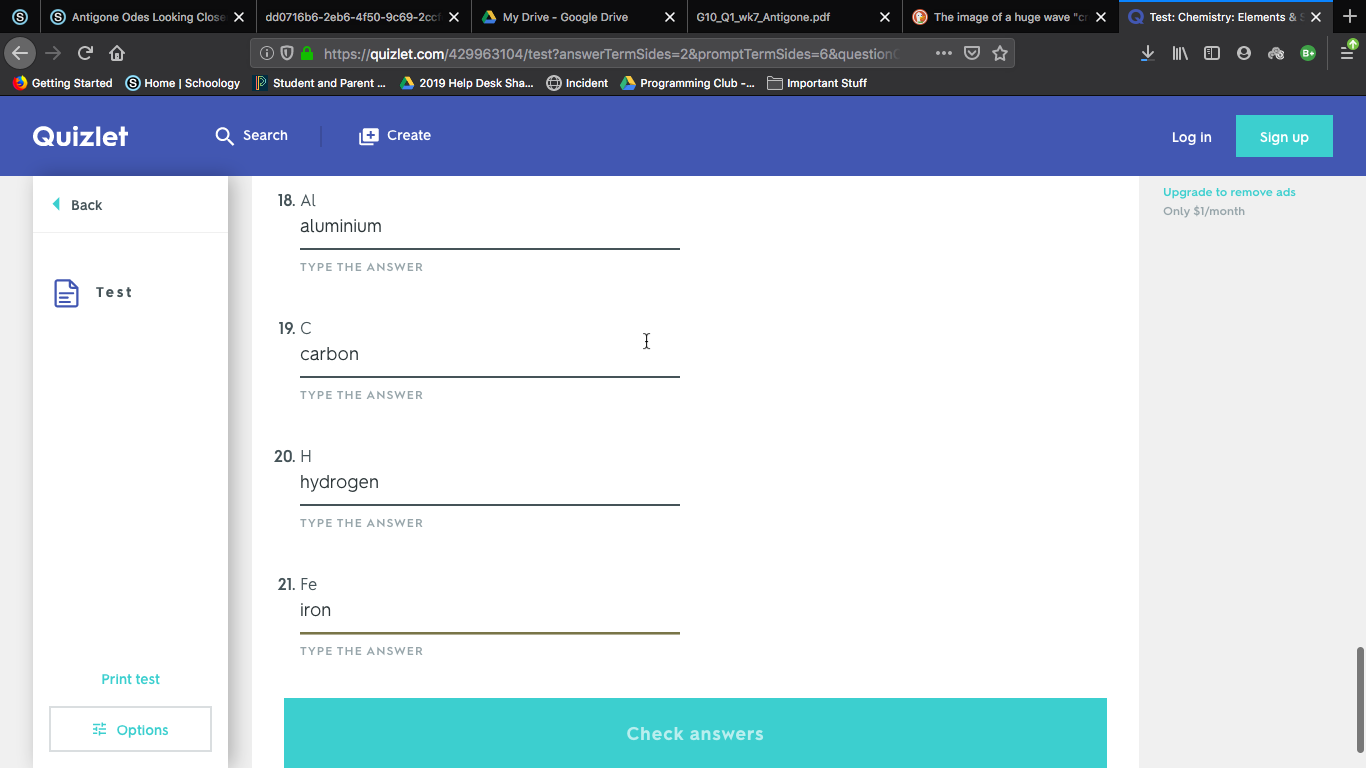 Antigone Odes Looking Close
dd0716b6-2eb6-4f50-9c69-2ccf
My Drive - Google Drive
G10_Q1_wk7_Antigone.pdf
The image of a huge wave "cr
Test: Chemistry: Elements & S
https://quizlet.com/429963104/test?answerTermSides=2&promptTermSides=6&question
Getting Started
Home | Schoology
Student and Parent ...
2019 Help Desk Sha...
Incident
Programming Club -...
Important Stuff
Quizlet
Search
Create
Log in
Sign up
Back
Test
Print test
Options
18. Al
aluminium
TYPE THE ANSWER
19. C
carbon
TYPE THE ANSWER
20. H
hydrogen
TYPE THE ANSWER
21. Fe
iron
TYPE THE ANSWER
Check answers
Upgrade to remove ads
Only $1/month